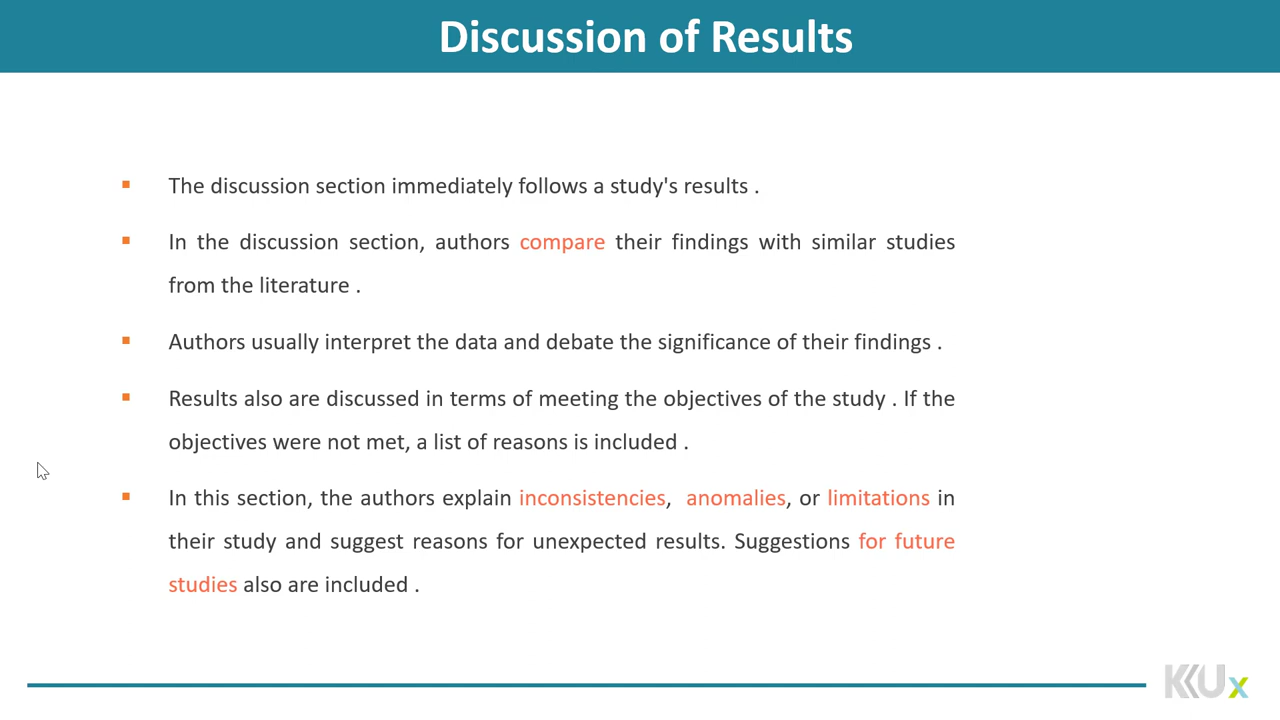 Discussion of Results
The discussion section immediately follows a study's results .
In the discussion section, authors compare their findings with similar studies
from the literature .
Authors usually interpret the data and debate the significance of their findings .
Results also are discussed in terms of meeting the objectives of the study . If the
objectives were not met, a list of reasons is included .
In this section, the authors explain inconsistencies, anomalies, or limitations in
their study and suggest reasons for unexpected results. Suggestions for future
studies also are included .
KKUx